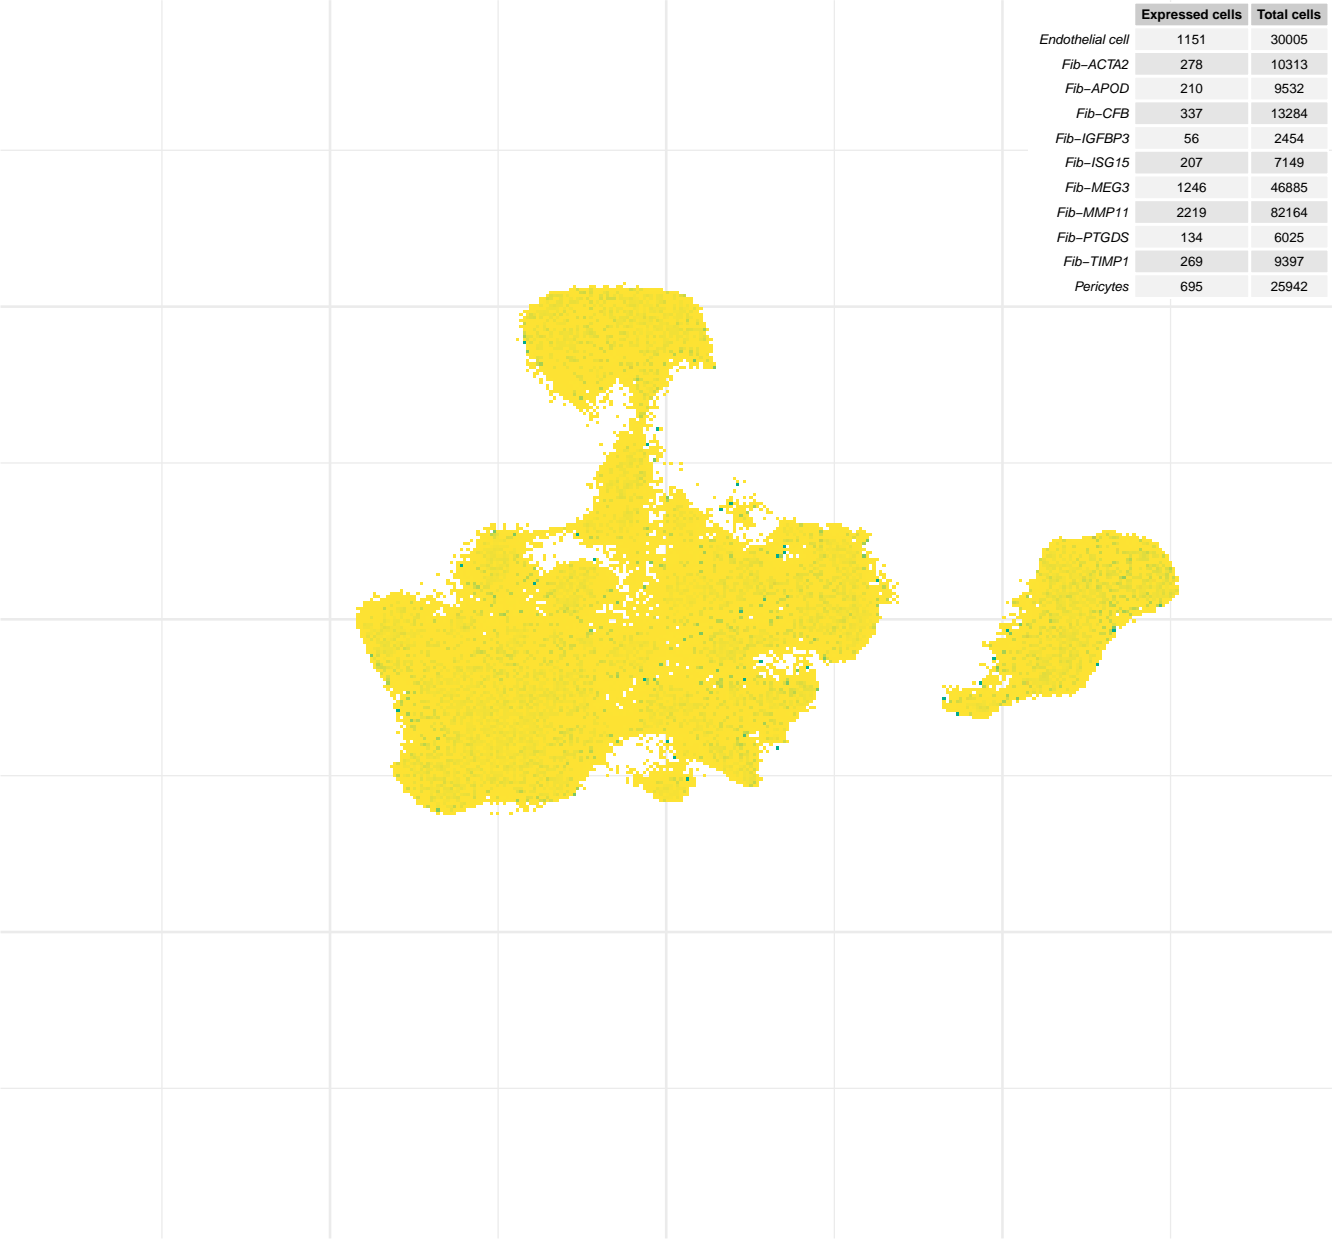 Expressed cells Total cells
Endothelial cell 1151 30005
Fib−ACTA2 278 10313
Fib−APOD 210 9532
Fib−CFB 337 13284
Fib−IGFBP3 56 2454
Fib−ISG15 207 7149
Fib−MEG3 1246 46885
Fib−MMP11 2219 82164
Fib−PTGDS 134 6025
Fib−TIMP1 269 9397
Pericytes 695 25942